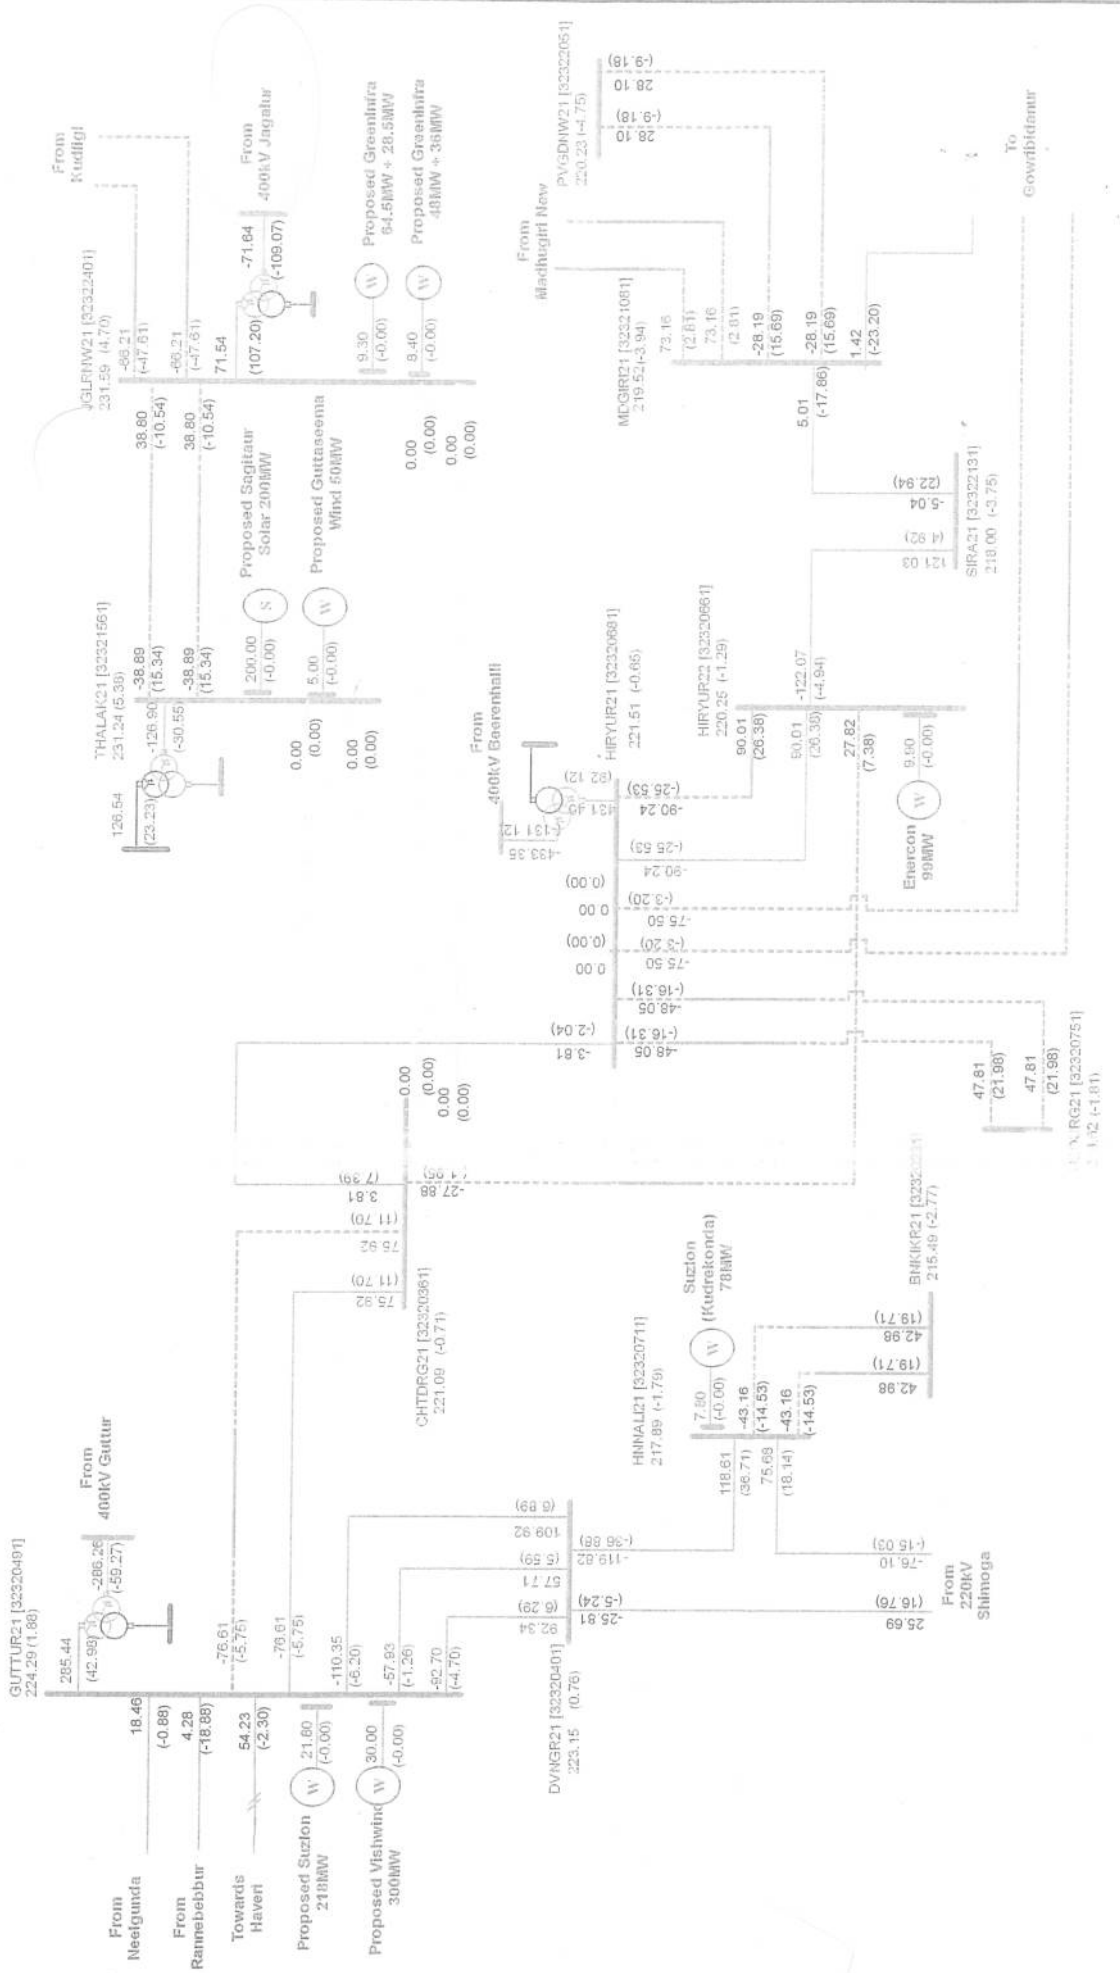 GUTTUR21 [32320491]
224.29 (1.88)
From
400kV Guttur
285.44
(42.98)
-286.26
(-59.27)
From
Neelgunda
18.46
(-0.88)
From
Rannebebbur
4.28
(-18.88)
Towards
Haveri
54.23
(-2.30)
Proposed Suzlon
218MW
W
21.80
(-0.00)
Proposed Vishwind
300MW
W
30.00
(-0.00)
-76.61
(-5.75)
-76.61
(-5.75)
-110.35
(-6.20)
-57.93
(-1.26)
-92.70
(-4.70)
DVNGR21 [32320401]
223.15 (0.76)
92.34
(6.29)
57.71
(5.59)
109.92
(6.89)
-25.81
(-5.24)
-119.82
(-36.88)
25.69
(16.76)
-76.10
(-15.03)
From
220kV
Shimoga
CHTDRG21 [32320361]
221.09 (-0.71)
75.92
(11.70)
75.92
(11.70)
3.81
(7.39)
-27.88
0.00
(0.00)
0.00
(0.00)
HNNALI21 [32320711]
217.89 (-1.79)
Suzlon
(Kudrekonda)
78MW
W
7.80
(-0.00)
118.61
(36.71)
75.68
(18.14)
-43.16
(-14.53)
-43.16
(-14.53)
42.98
(19.71)
42.98
(19.71)
215.49 (-2.77)
THALAK21 [32321561]
231.24 (5.38)
126.54
(23.23)
-126.90
(-30.55)
-38.89
(15.34)
-38.89
(15.34)
200.00
(-0.00)
S
Proposed Sagitaur
Solar 200MW
5.00
(-0.00)
W
Proposed Guttaseema
Wind 50MW
0.00
(0.00)
0.00
(0.00)
JGLRNW21 [32322401]
231.59 (4.70)
From
Kudligi
38.80
(-10.54)
38.80
(-10.54)
-66.21
(-47.61)
-66.21
(-47.61)
71.54
(107.20)
-71.64
(-109.07)
From
400kV Jagalur
9.30
(-0.00)
W
Proposed GreenInfra
64.5MW + 28.5MW
8.40
(-0.00)
W
Proposed GreenInfra
48MW + 36MW
0.00
(0.00)
0.00
(0.00)
From
400kV Beerenhalli
-433.35
(-131.12)
(92.12)
HIRYUR21 [32320681]
221.51 (-0.65)
-3.81
(-2.04)
0.00
(0.00)
0.00
(0.00)
-48.05
(-16.31)
-48.05
(-16.31)
-75.50
(-3.20)
-75.50
(-3.20)
-90.24
(-25.53)
-90.24
(-25.53)
HIRYUR22 [32320661]
220.25 (-1.29)
90.01
(26.38)
90.01
(26.38)
27.82
(7.38)
-122.07
(-4.94)
9.90
(-0.00)
W
Enercon
99MW
47.81
(21.98)
47.81
(21.98)
(-1.81)
SIRA21 [32322131]
218.00 (-3.75)
121.03
(4.92)
-5.04
(22.94)
MDGIRI21 [32321081]
219.52(-3.94)
From
Madhugiri New
73.16
(2.81)
73.16
(2.81)
-28.19
(15.69)
-28.19
(15.69)
1.42
(-23.20)
5.01
(-17.86)
PVGDNW21 [32322051]
220.23 (-4.75)
28.10
(-9.18)
28.10
(-9.18)
To
Gowribidanur